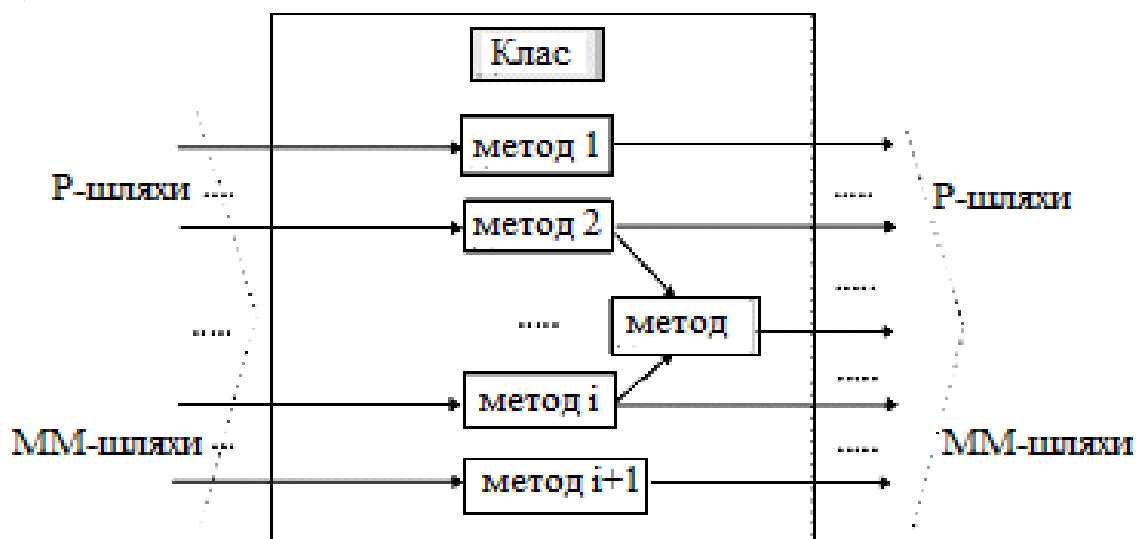 Клас
метод 1
Р-шляхи .....
..... Р-шляхи
метод 2
.....
..... ..... метод
.....
метод i
ММ-шляхи ...
..... ММ-шляхи
метод i+1